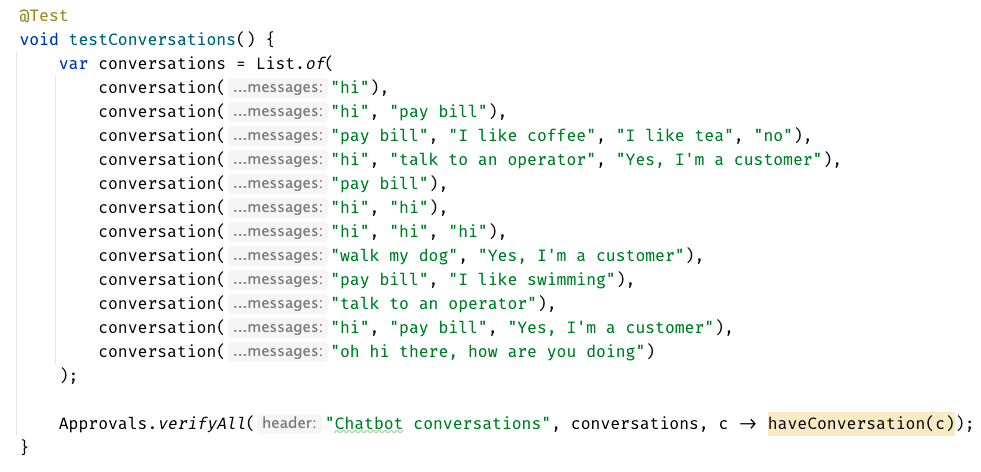 @Test
void testConversations() {
    var conversations = List.of(
        conversation( ...messages: "hi"),
        conversation( ...messages: "hi", "pay bill"),
        conversation( ...messages: "pay bill", "I like coffee", "I like tea", "no"),
        conversation( ...messages: "hi", "talk to an operator", "Yes, I'm a customer"),
        conversation( ...messages: "pay bill"),
        conversation( ...messages: "hi", "hi"),
        conversation( ...messages: "hi", "hi", "hi"),
        conversation( ...messages: "walk my dog", "Yes, I'm a customer"),
        conversation( ...messages: "pay bill", "I like swimming"),
        conversation( ...messages: "talk to an operator"),
        conversation( ...messages: "hi", "pay bill", "Yes, I'm a customer"),
        conversation( ...messages: "oh hi there, how are you doing")
    );
    Approvals.verifyAll( header: "Chatbot conversations", conversations, c → haveConversation(c));
}